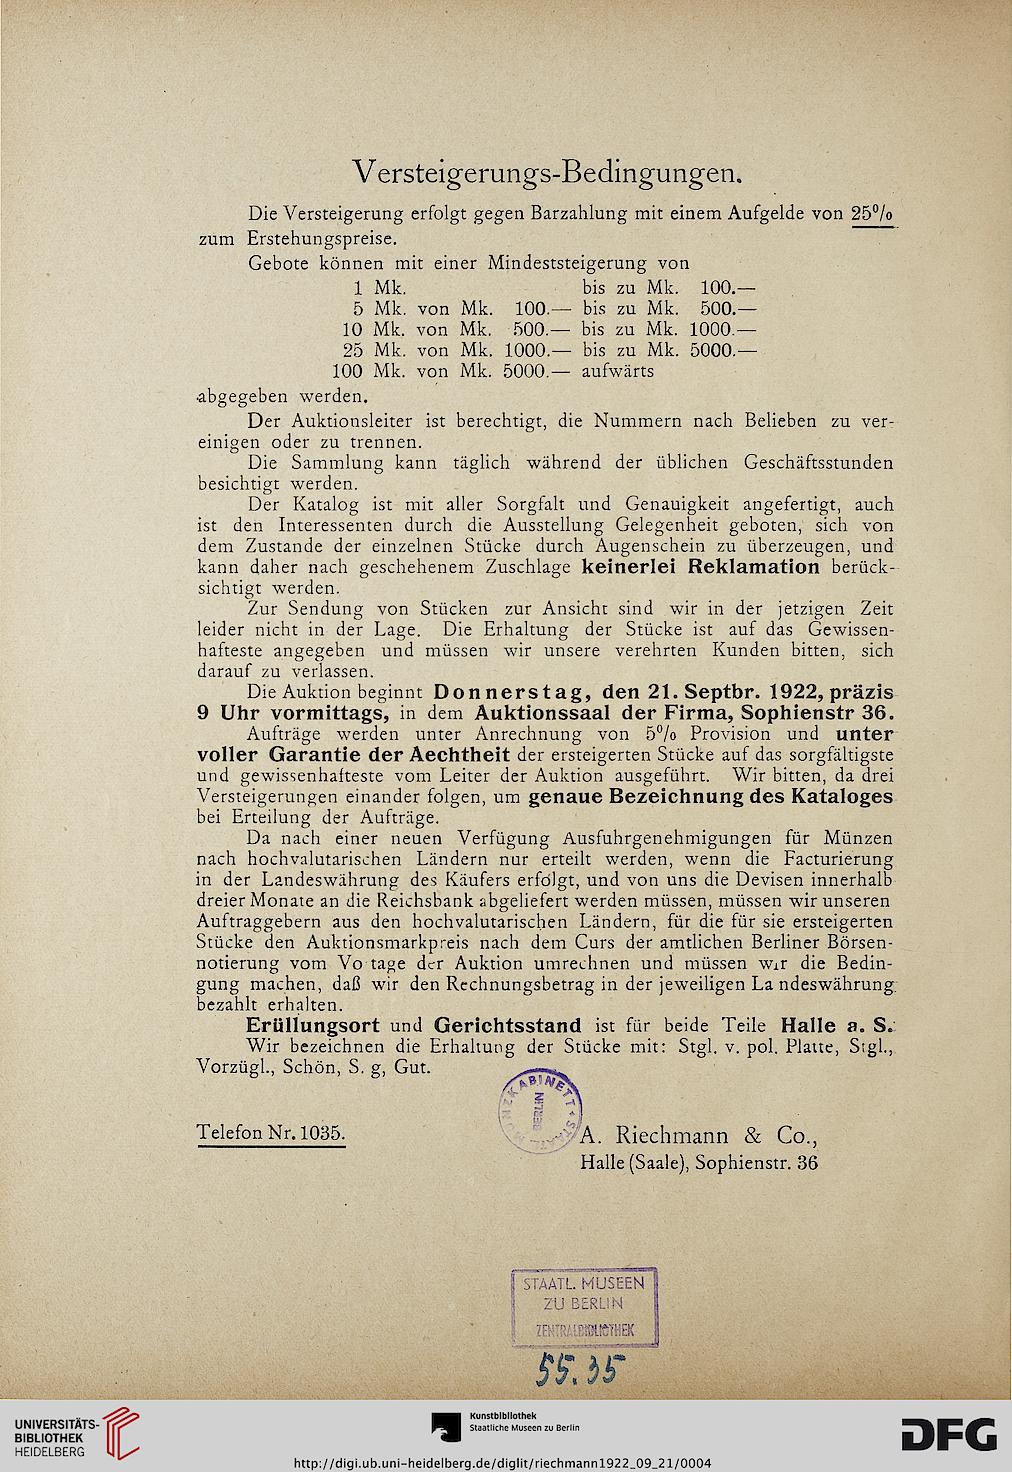 Versteigerungs-Bedingungen.
Die Versteigerung erfolgt gegen Barzahlung mit einem Aufgelde von 25%
zum Erstehungspreise.
Gebote können mit einer Mindeststeigerung von
1 Mk. bis zu Mk. 100.—
5 Mk. von Mk. 100.— bis zu Mk. 500.—
10 Mk. von Mk. 500.— bis zu Mk. 1000.—
25 Mk. von Mk. 1000.— bis zu Mk. 5000.—
100 Mk. von Mk. 5000.— aufwärts
abgegeben werden.
Der Auktionsleiter ist berechtigt, die Nummern nach Belieben zu ver-
einigen oder zu trennen.
Die Sammlung kann täglich während der üblichen Geschäftsstunden
besichtigt werden.
Der Katalog ist mit aller Sorgfalt und Genauigkeit angefertigt, auch
ist den Interessenten durch die Ausstellung Gelegenheit geboten, sich von
dem Zustande der einzelnen Stücke durch Augenschein zu überzeugen, und
kann daher nach geschehenem Zuschlage keinerlei Reklamation berück-
sichtigt werden.
Zur Sendung von Stücken zur Ansicht sind wir in der jetzigen Zeit
leider nicht in der Lage. Die Erhaltung der Stücke ist auf das Gewissen-
hafteste angegeben und müssen wir unsere verehrten Kunden bitten, sich
darauf zu verlassen.
Die Auktion beginnt Donnerstag, den 21. Septbr. 1922, präzis
9 Uhr vormittags, in dem Auktionssaal der Firma, Sophienstr 36.
Aufträge werden unter Anrechnung von 5% Provision und unter
voller Garantie der Aechtheit der ersteigerten Stücke auf das sorgfältigste
und gewissenhafteste vom Leiter der Auktion ausgeführt. Wir bitten, da drei
Versteigerungen einander folgen, um genaue Bezeichnung des Kataloges
bei Erteilung der Aufträge.
Da nach einer neuen Verfügung Ausfuhrgenehmigungen für Münzen
nach hochvalutarischen Ländern nur erteilt werden, wenn die Facturierung
in der Landeswährung des Käufers erfolgt, und von uns die Devisen innerhalb
dreier Monate an die Reichsbank abgeliefert werden müssen, müssen wir unseren
Auftraggebern aus den hochvalutarischen Ländern, für die für sie ersteigerten
Stücke den Auktionsmarkpreis nach dem Curs der amtlichen Berliner Börsen-
notierung vom Vo tage der Auktion umrechnen und müssen wir die Bedin-
gung machen, daß wir den Rechnungsbetrag in der jeweiligen La ndeswährung
bezahlt erhalten.
Erüllungsort und Gerichtsstand ist für beide Teile Halle a. S.
Wir bezeichnen die Erhaltung der Stücke mit: Stgl. v. pol. Platte, Stgl.,
Vorzügl., Schön, S. g, Gut.
MÜNZKABINETT * STAATL.
BERLIN
Telefon Nr. 1035.
A. Riechmann & Co.,
Halle (Saale), Sophienstr. 36
STAATL. MUSEEN
ZU BERLIN
ZENTRALBIBLIOTHEK
55.35
UNIVERSITÄTS-
BIBLIOTHEK
HEIDELBERG
Kunstbibliothek
Staatliche Museen zu Berlin
DFG
http://digi.ub.uni-heidelberg.de/diglit/riechmann1922_09_21/0004